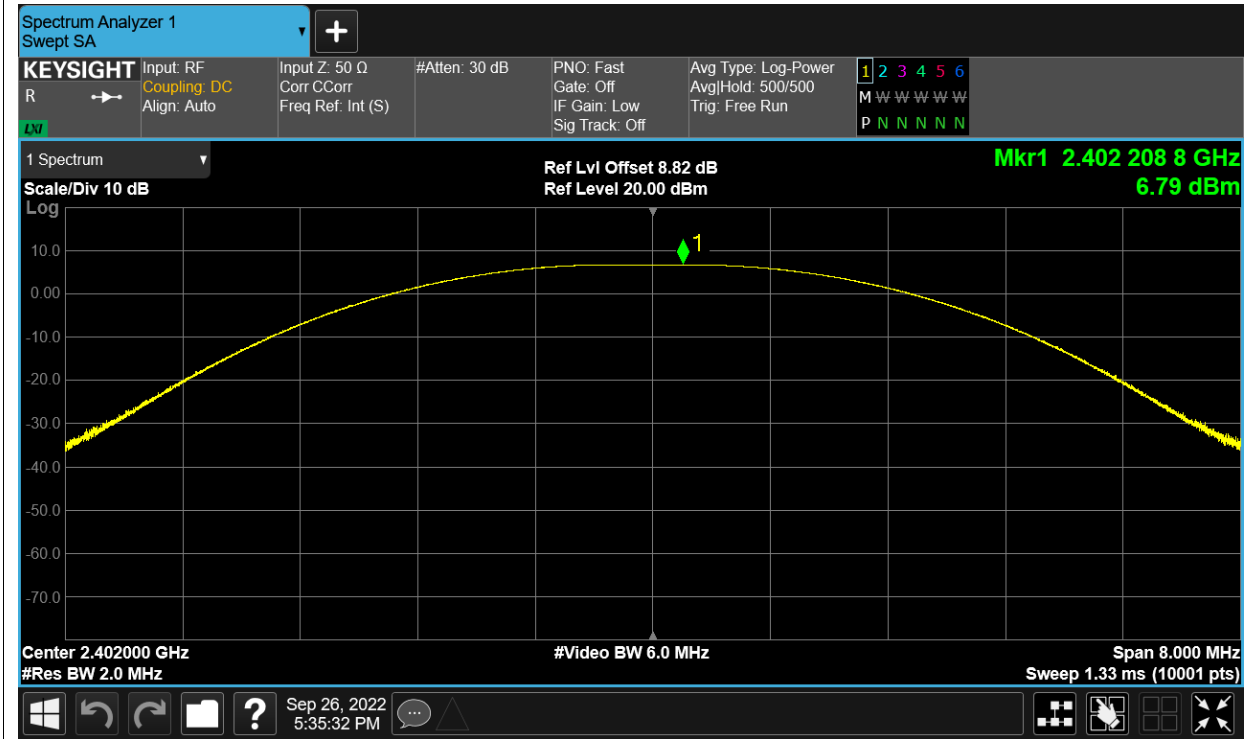 Spectrum Analyzer 1
Swept SA
KEYSIGHT
R
LXI
Input: RF
Coupling: DC
Align: Auto
Input Z: 50 Ω
Corr CCorr
Freq Ref: Int (S)
#Atten: 30 dB
PNO: Fast
Gate: Off
IF Gain: Low
Sig Track: Off
Avg Type: Log-Power
Avg|Hold: 500/500
Trig: Free Run
1 2 3 4 5 6
M W W W W W W
P N N N N N N
1 Spectrum
Scale/Div 10 dB
Log
Ref Lvl Offset 8.82 dB
Ref Level 20.00 dBm
Mkr1 2.402 208 8 GHz
6.79 dBm
1
10.0
0.00
-10.0
-20.0
-30.0
-40.0
-50.0
-60.0
-70.0
Center 2.402000 GHz
#Res BW 2.0 MHz
#Video BW 6.0 MHz
Span 8.000 MHz
Sweep 1.33 ms (10001 pts)
?
Sep 26, 2022
5:35:32 PM